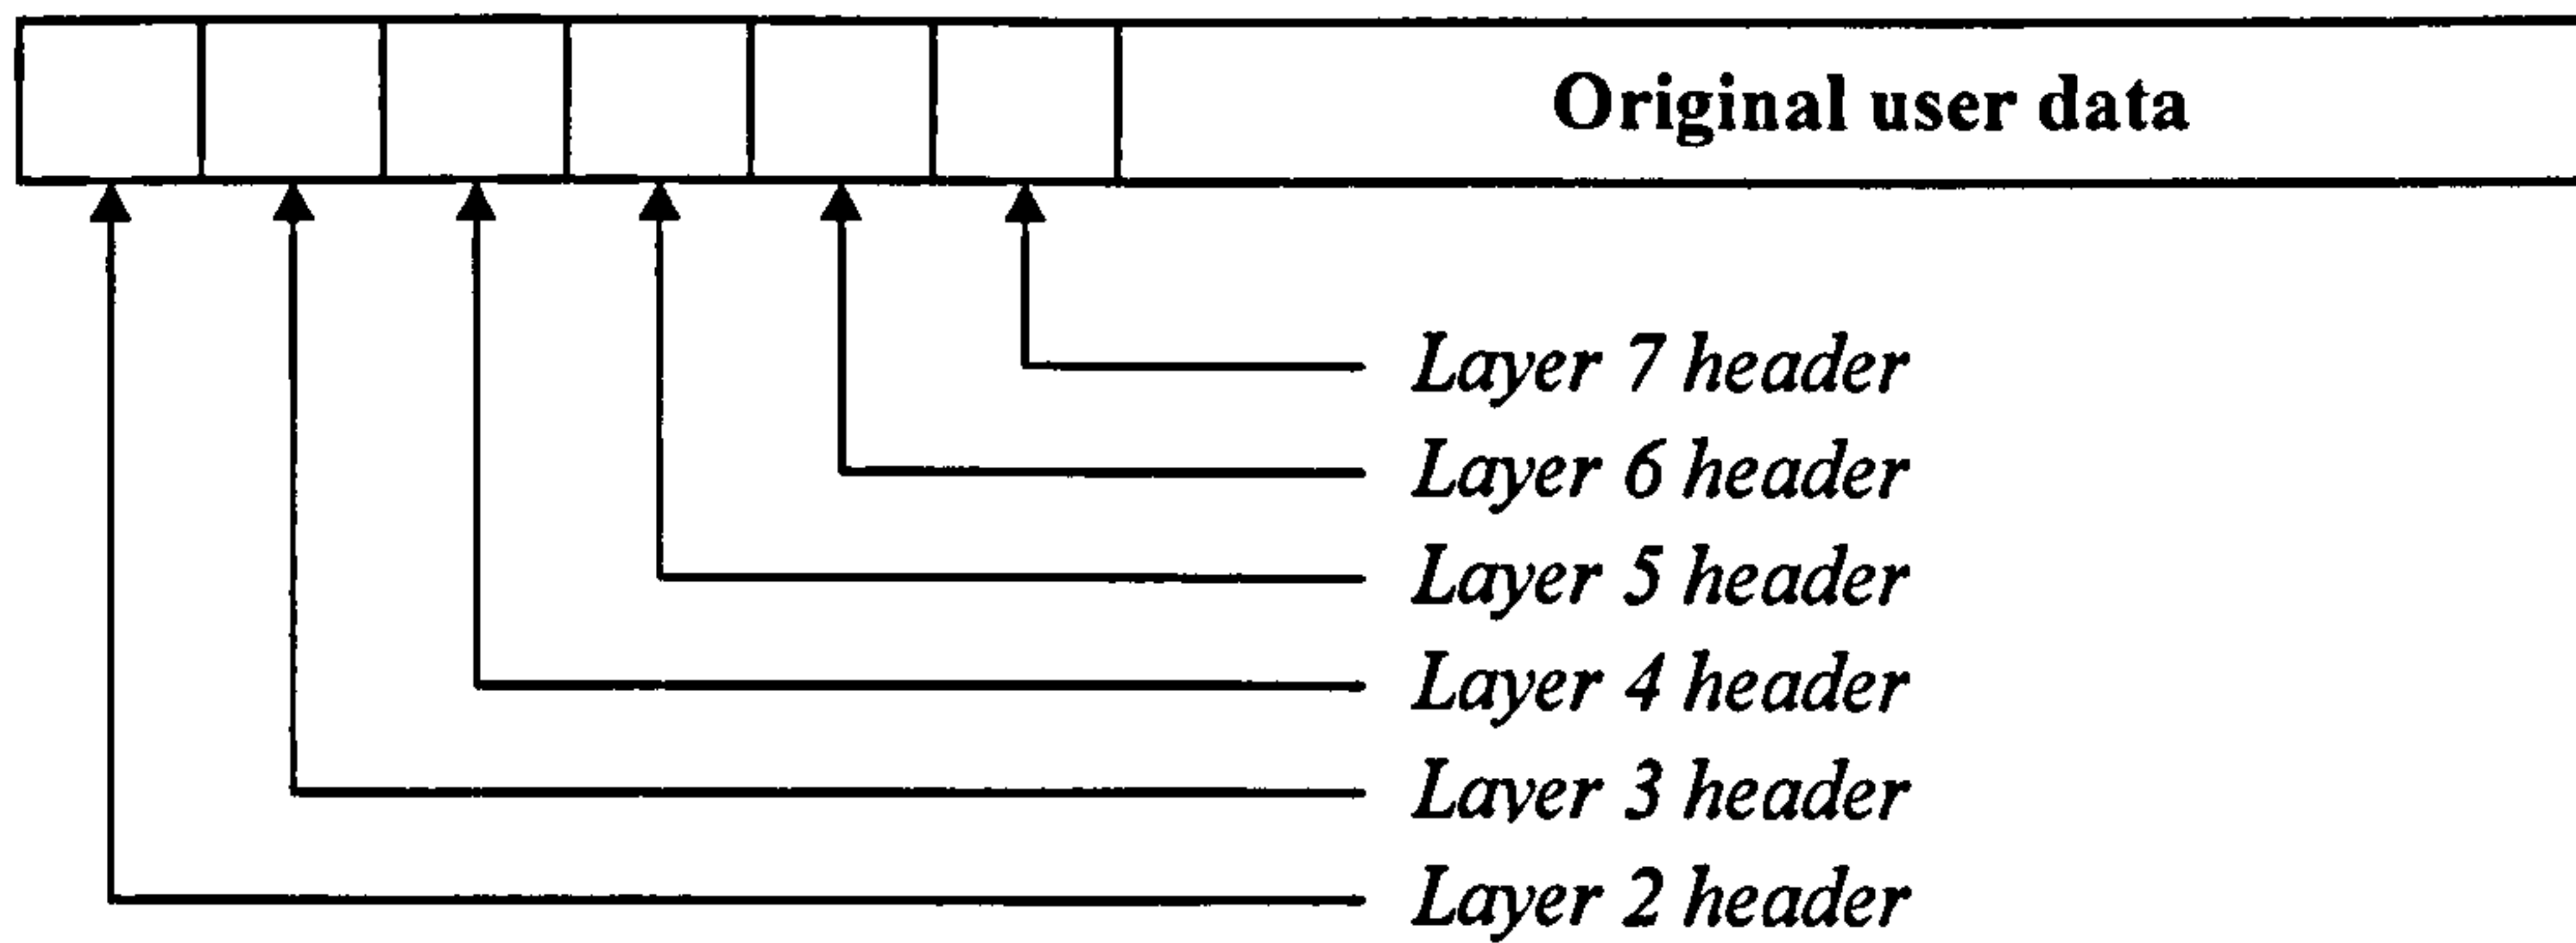 Original user data
Layer 7 header
Layer 6 header
Layer 5 header
Layer 4 header
Layer 3 header
Layer 2 header